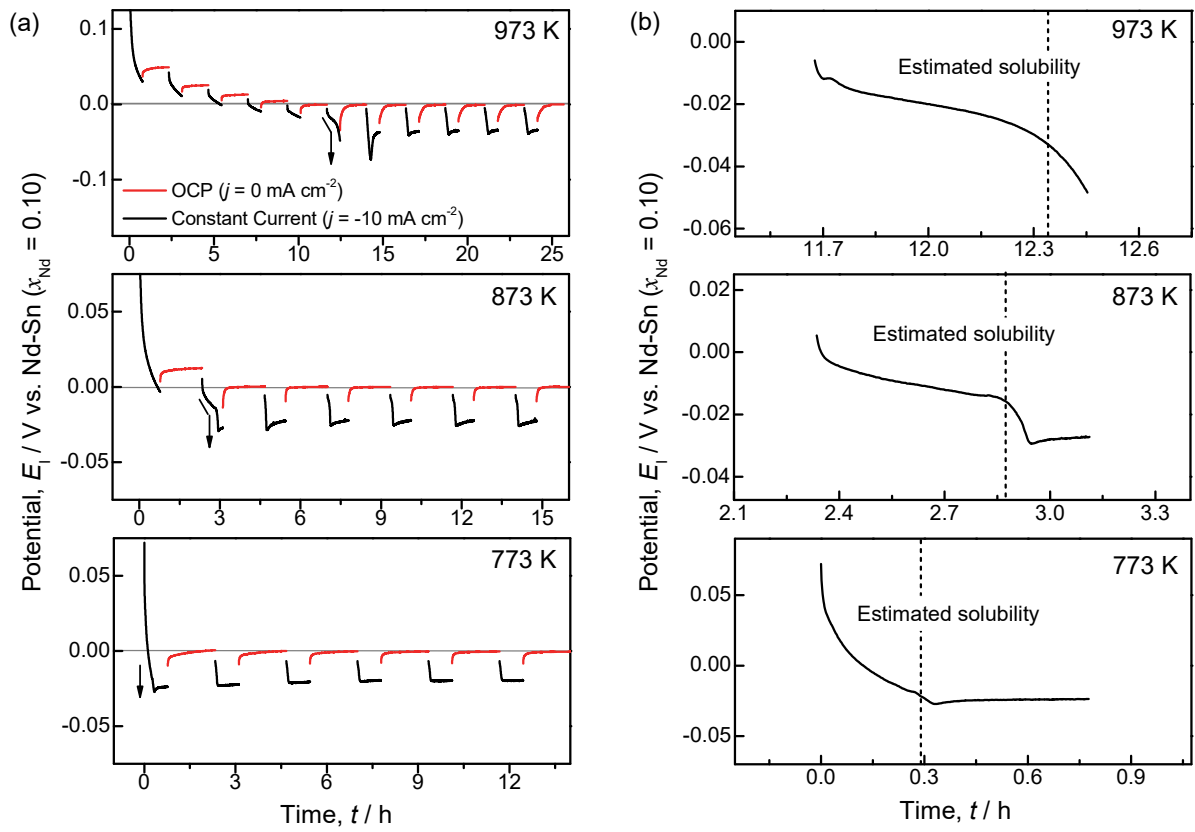 (a)
973 K
0.1
0.0
-0.1
OCP (j = 0 mA cm-2)
Constant Current (j = -10 mA cm-2)
0 5 10 15 20 25
873 K
0.05
0.00
-0.05
0 3 6 9 12 15
773 K
0.05
0.00
-0.05
0 3 6 9 12
Time, t / h
Potential, EI / V vs. Nd-Sn (xNd = 0.10)
(b)
973 K
0.00
Estimated solubility
-0.02
-0.04
-0.06
11.7 12.0 12.3 12.6
873 K
0.02
Estimated solubility
0.00
-0.02
-0.04
2.1 2.4 2.7 3.0 3.3
773 K
0.05
Estimated solubility
0.00
-0.05
0.0 0.3 0.6 0.9
Time, t / h
Potential, EI / V vs. Nd-Sn (xNd = 0.10)